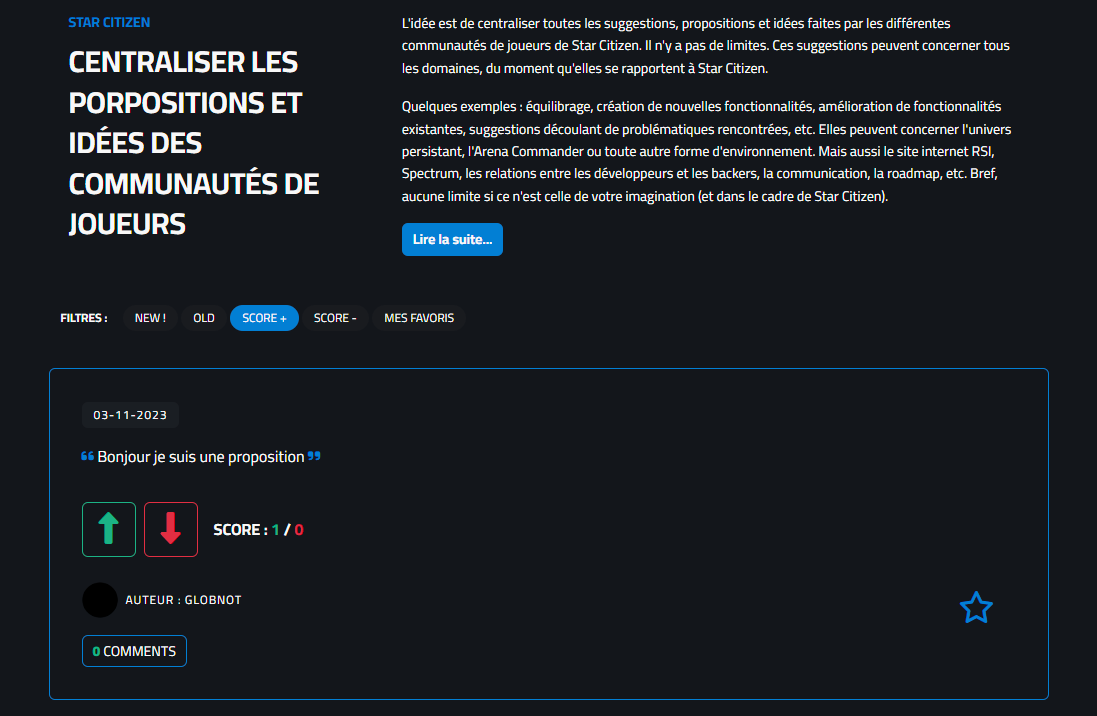 STAR CITIZEN
CENTRALISER LES
PORPOSITIONS ET
IDÉES DES
COMMUNAUTÉS DE
JOUEURS
L'idée est de centraliser toutes les suggestions, propositions et idées faites par les différentes
communautés de joueurs de Star Citizen. Il n'y a pas de limites. Ces suggestions peuvent concerner tous
les domaines, du moment qu'elles se rapportent à Star Citizen.
Quelques exemples : équilibrage, création de nouvelles fonctionnalités, amélioration de fonctionnalités
existantes, suggestions découlant de problématiques rencontrées, etc. Elles peuvent concerner l'univers
persistant, l'Arena Commander ou toute autre forme d'environnement. Mais aussi le site internet RSI,
Spectrum, les relations entre les développeurs et les backers, la communication, la roadmap, etc. Bref,
aucune limite si ce n'est celle de votre imagination (et dans le cadre de Star Citizen).
Lire la suite...
FILTRES : NEW ! OLD SCORE + SCORE - MES FAVORIS
03-11-2023
❝ Bonjour je suis une proposition ❞
SCORE : 1 / 0
AUTEUR : GLOBNOT
0 COMMENTS